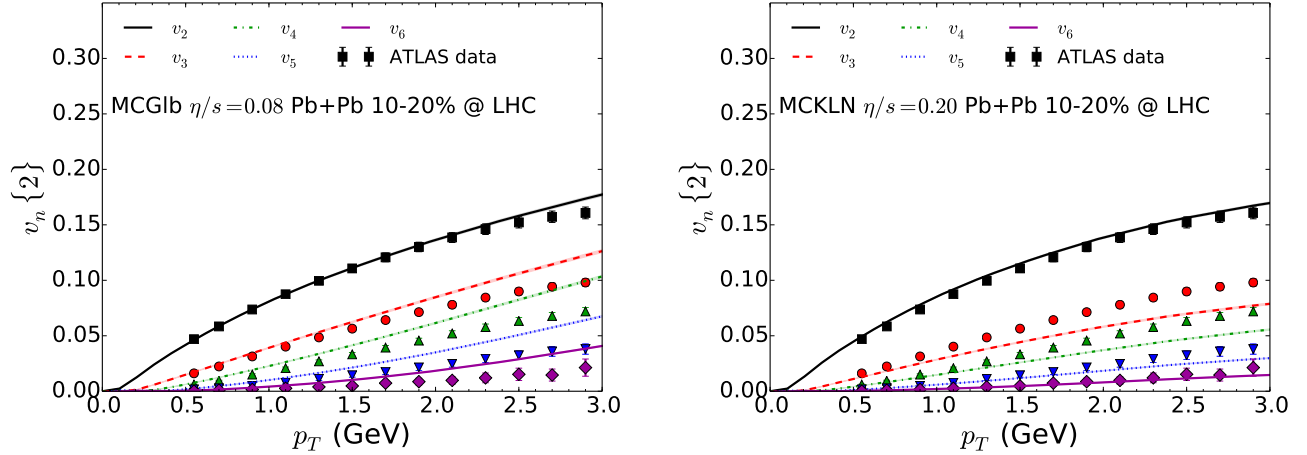 v₂ v₄ v₆
v₃ v₅ ATLAS data
MCGlb η/s=0.08 Pb+Pb 10-20% @ LHC
vₙ {2}
0.30
0.25
0.20
0.15
0.10
0.05
0.00
0.0 0.5 1.0 1.5 2.0 2.5 3.0
p_T (GeV)
v₂ v₄ v₆
v₃ v₅ ATLAS data
MCKLN η/s=0.20 Pb+Pb 10-20% @ LHC
vₙ {2}
0.30
0.25
0.20
0.15
0.10
0.05
0.00
0.0 0.5 1.0 1.5 2.0 2.5 3.0
p_T (GeV)